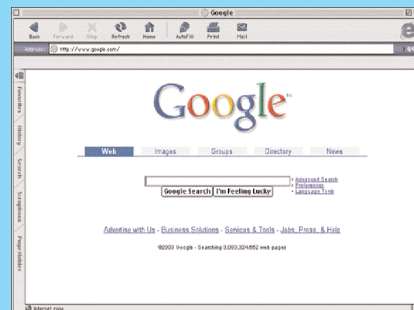 Google
Back Forward Stop Refresh Home AutoFill Print Mail
Address: http://www.google.com/
Favorites
History
Search
Scrapbook
Page Holder
Google™
Web Images Groups Directory News
Advanced Search
Preferences
Language Tools
Google Search I'm Feeling Lucky
Advertise with Us - Business Solutions - Services & Tools - Jobs, Press, & Help
©2003 Google - Searching 3,083,324,652 web pages
Internet zone